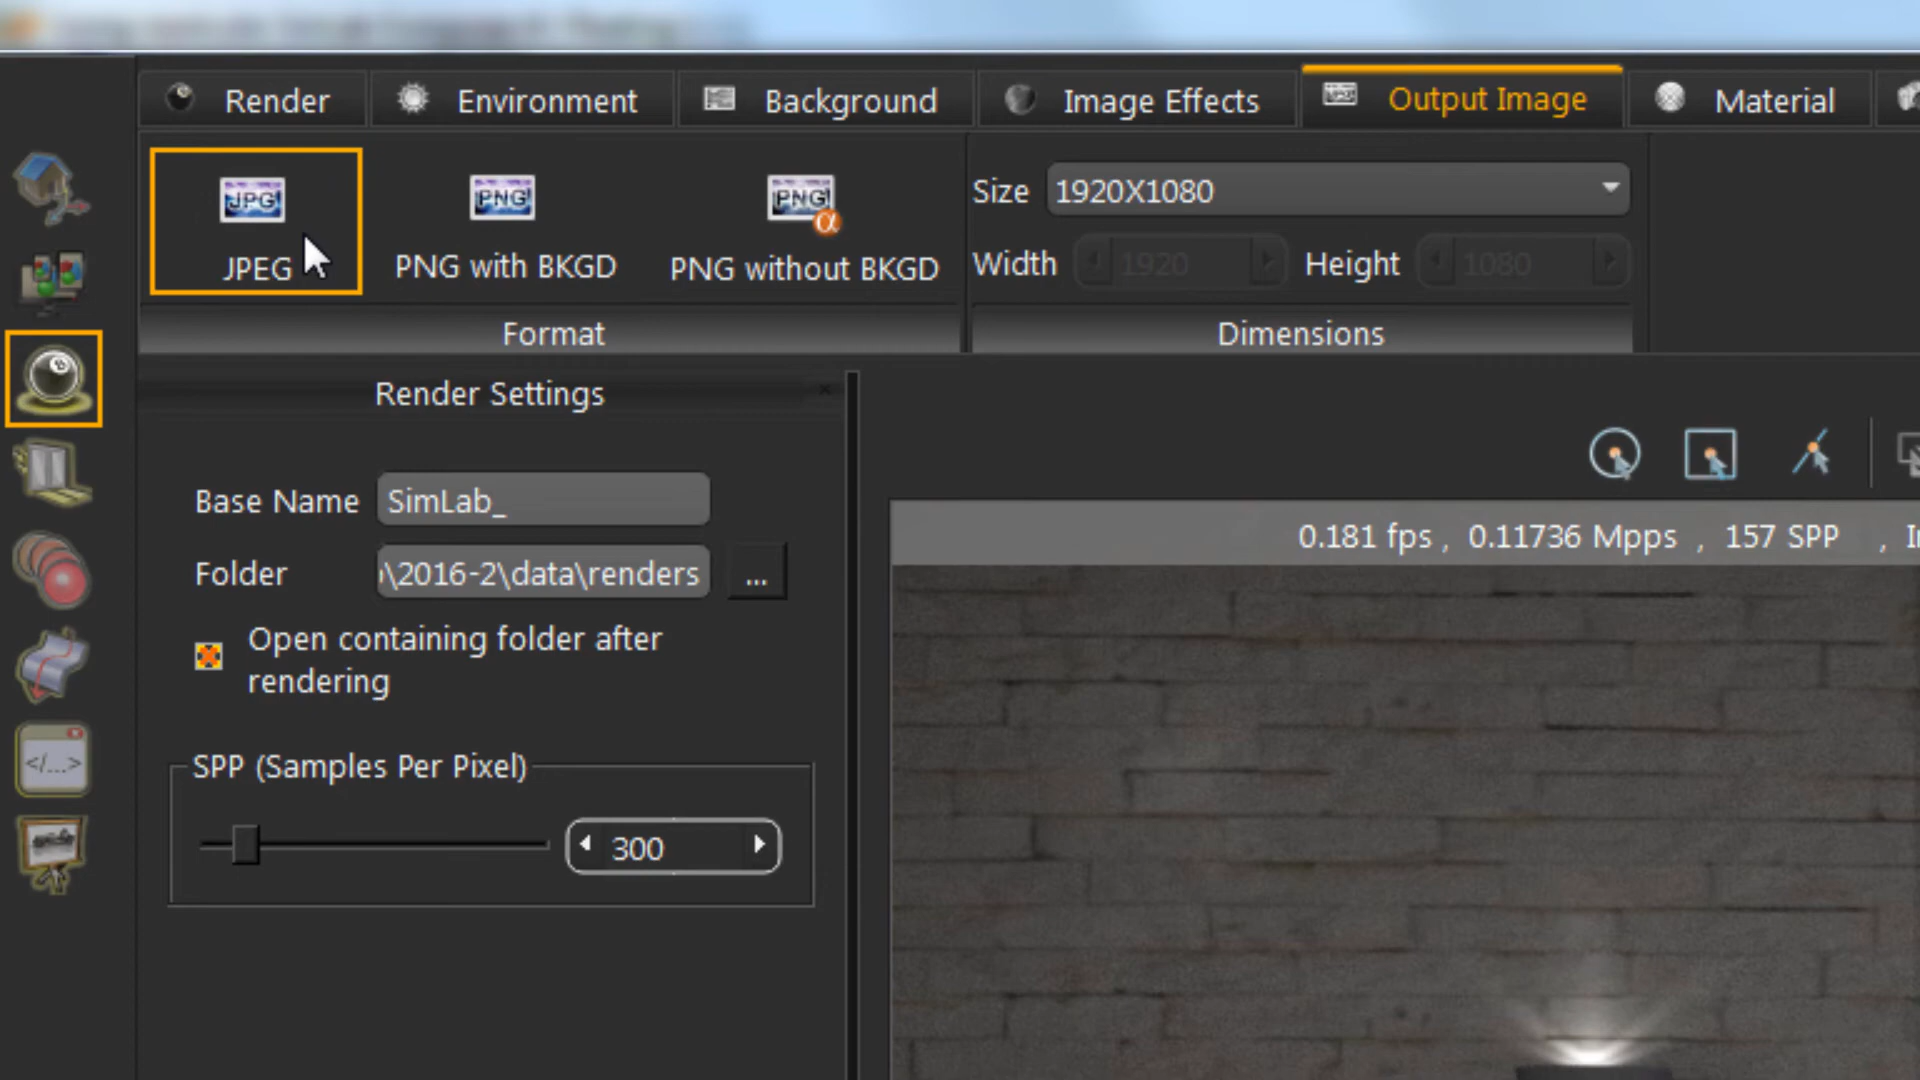 Render
Environment
Background
Image Effects
Output Image
Material
JPG
PNG
PNG
α
JPEG
PNG with BKGD
PNG without BKGD
Size
1920X1080
Width
1920
Height
1080
Format
Dimensions
Render Settings
Base Name
SimLab_
Folder
\2016-2\data\renders
...
Open containing folder after
rendering
SPP (Samples Per Pixel)
300
</...>
0.181 fps , 0.11736 Mpps , 157 SPP ,